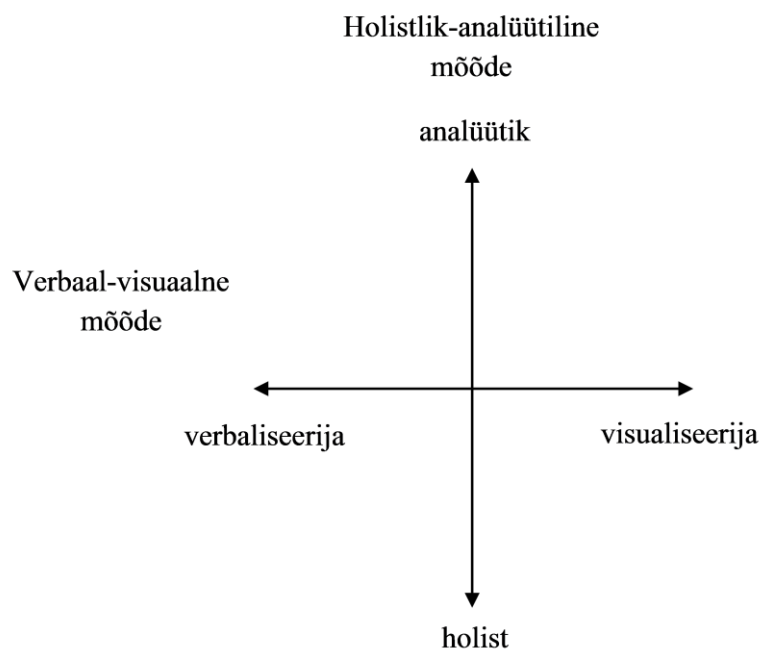 Holistlik-analüütiline
mõõde
analüütik
Verbaal-visuaalne
mõõde
verbaliseerija
visualiseerija
holist